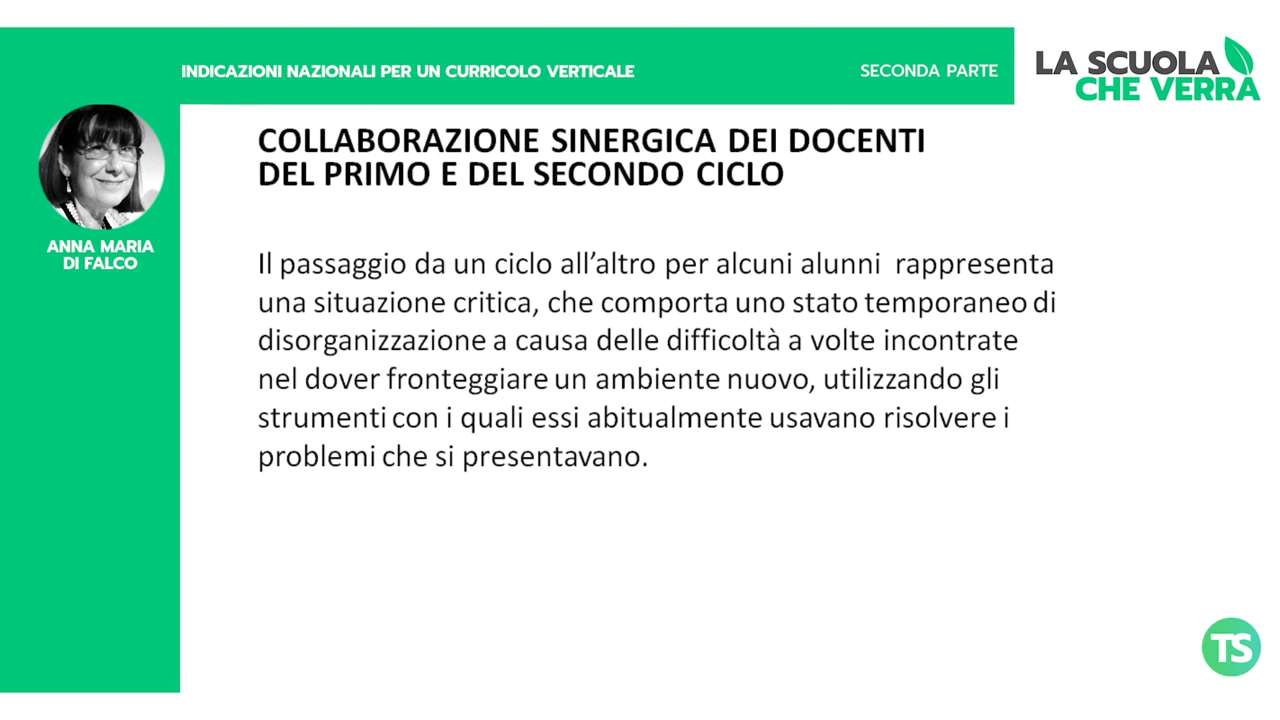 INDICAZIONI NAZIONALI PER UN CURRICOLO VERTICALE
SECONDA PARTE
LA SCUOLA
CHE VERRÀ
ANNA MARIA
DI FALCO
COLLABORAZIONE SINERGICA DEI DOCENTI
DEL PRIMO E DEL SECONDO CICLO
Il passaggio da un ciclo all’altro per alcuni alunni rappresenta
una situazione critica, che comporta uno stato temporaneo di
disorganizzazione a causa delle difficoltà a volte incontrate
nel dover fronteggiare un ambiente nuovo, utilizzando gli
strumenti con i quali essi abitualmente usavano risolvere i
problemi che si presentavano.
TS